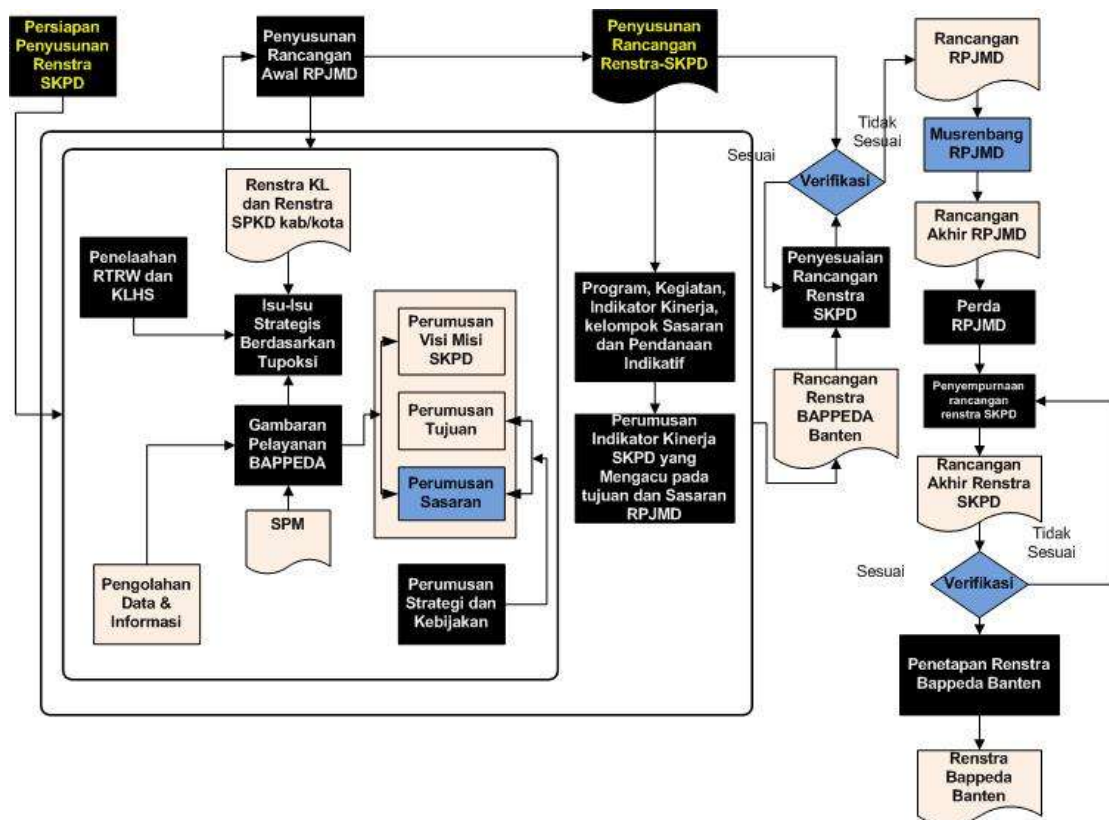 Persiapan
Penyusunan
Renstra
SKPD
Penyusunan
Rancangan
Awal RPJMD
Penyusunan
Rancangan
Renstra-SKPD
Rancangan
RPJMD
Tidak
Sesuai
Sesuai
Verifikasi
Musrenbang
RPJMD
Rancangan
Akhir RPJMD
Renstra KL
dan Renstra
SPKD kab/kota
Penelaahan
RTRW dan
KLHS
Isu-Isu
Strategis
Berdasarkan
Tupoksi
Perumusan
Visi Misi
SKPD
Perumusan
Tujuan
Perumusan
Sasaran
Gambaran
Pelayanan
BAPPEDA
SPM
Pengolahan
Data &
Informasi
Perumusan
Strategi dan
Kebijakan
Program, Kegiatan,
Indikator Kinerja,
kelompok Sasaran
dan Pendanaan
Indikatif
Perumusan
Indikator Kinerja
SKPD yang
Mengacu pada
tujuan dan Sasaran
RPJMD
Penyesuaian
Rancangan
Renstra
SKPD
Rancangan
Renstra
BAPPEDA
Banten
Perda
RPJMD
Penyempurnaan
rancangan
renstra SKPD
Rancangan
Akhir Renstra
SKPD
Tidak
Sesuai
Sesuai
Verifikasi
Penetapan Renstra
Bappeda Banten
Renstra
Bappeda
Banten